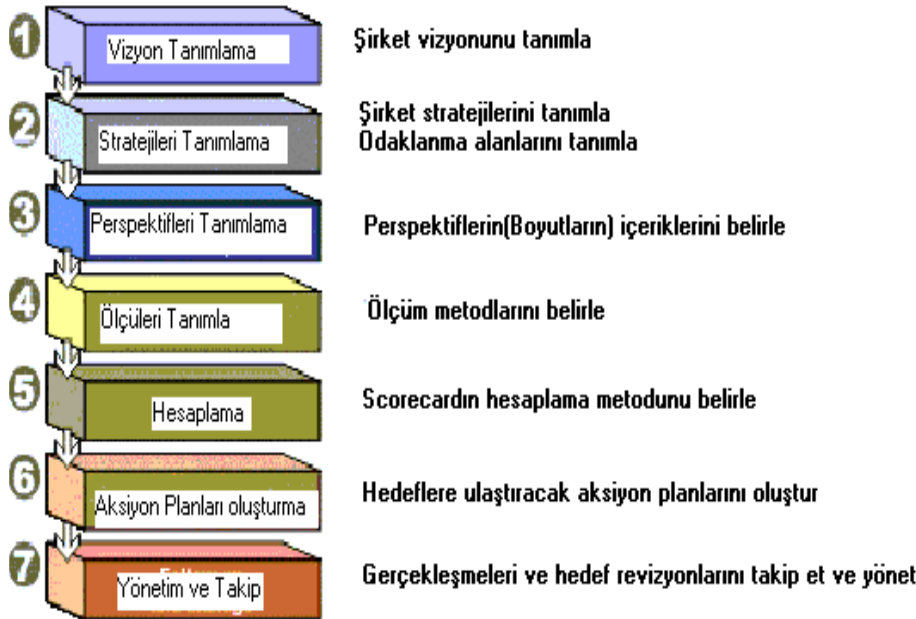 1
Vizyon Tanımlama
Şirket vizyonunu tanımla
2
Stratejileri Tanımlama
Şirket stratejilerini tanımla
Odaklanma alanlarını tanımla
3
Perspektifleri Tanımlama
Perspektiflerin(Boyutların) içeriklerini belirle
4
Ölçüleri Tanımla
Ölçüm metodlarını belirle
5
Hesaplama
Scorecardın hesaplama metodunu belirle
6
Aksiyon Planları oluşturma
Hedeflere ulaştıracak aksiyon planlarını oluştur
7
Yönetim ve Takip
Gerçekleşmeleri ve hedef revizyonlarını takip et ve yönet